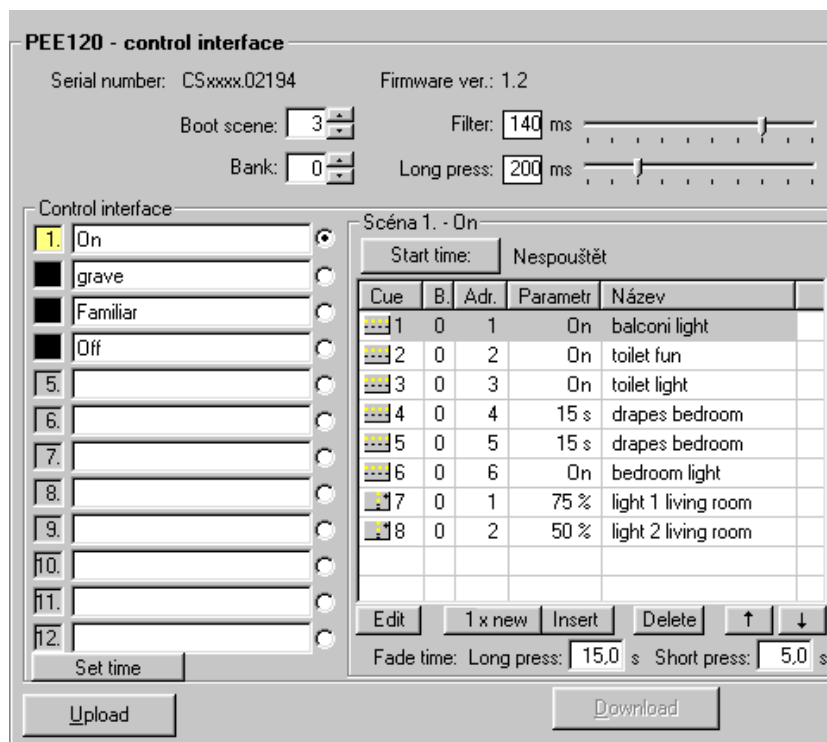 PEE120 - control interface
Serial number: CSxxxx.02194 Firmware ver.: 1.2
Boot scene: 3 Filter: 140 ms
Bank: 0 Long press: 200 ms
Control interface
1. On
grave
Familiar
Off
5.
6.
7.
8.
9.
10.
11.
12.
Set time
Scéna 1. - On
Start time: Nespouštět
Cue B. Adr. Parametr Název
1 0 1 On balconi light
2 0 2 On toilet fun
3 0 3 On toilet light
4 0 4 15 s drapes bedroom
5 0 5 15 s drapes bedroom
6 0 6 On bedroom light
7 0 1 75 % light 1 living room
8 0 2 50 % light 2 living room
Edit 1 x new Insert Delete ↑ ↓
Fade time: Long press: 15,0 s Short press: 5,0 s
Upload Download